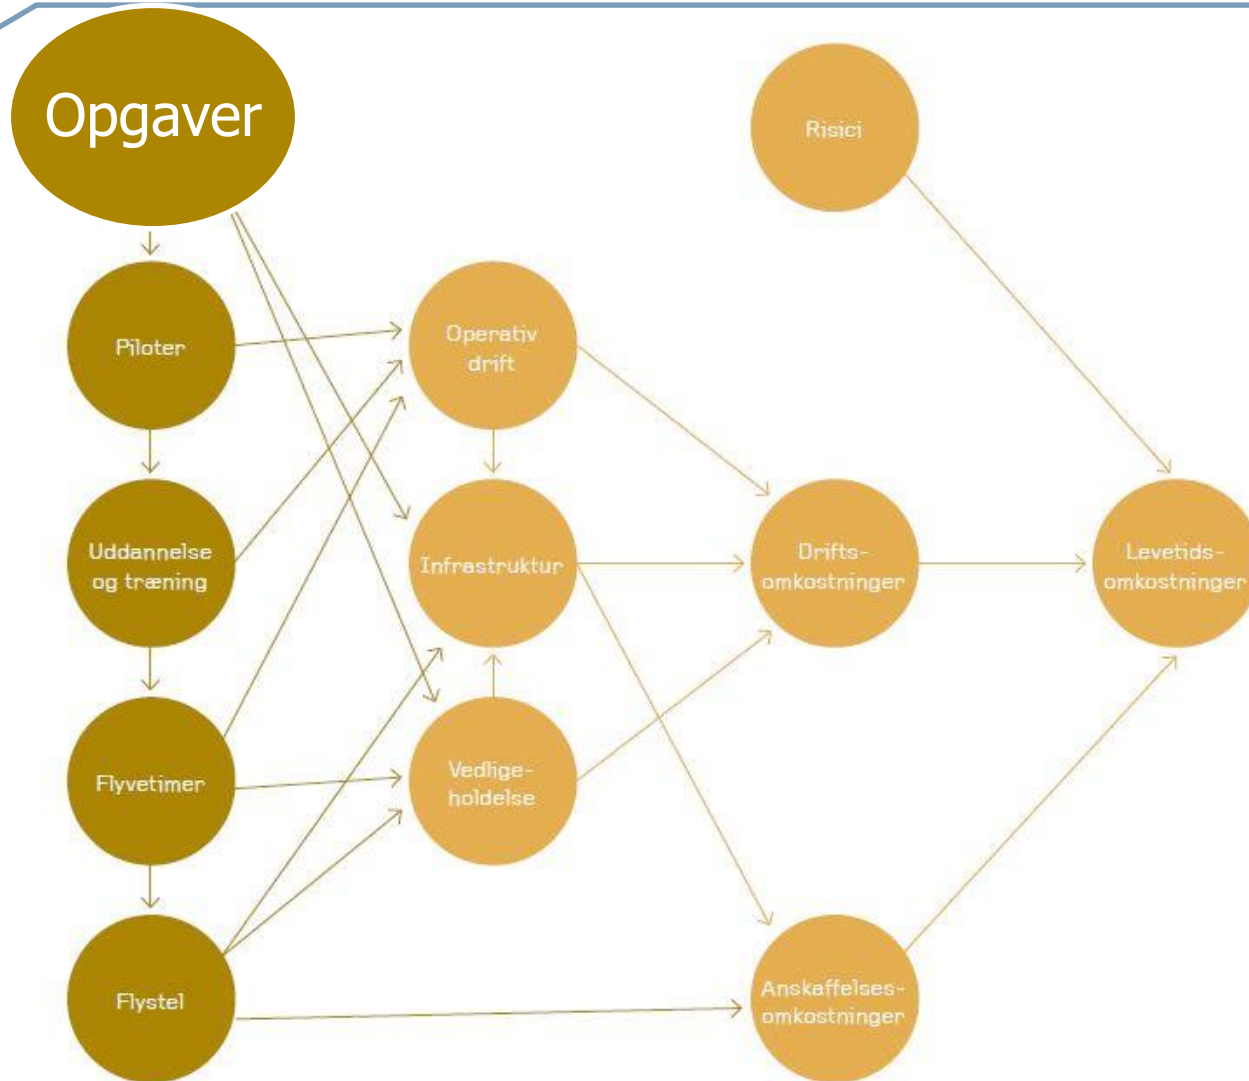 Opgaver
Risici
Piloter
Operativ
drift
Uddannelse
og træning
Infrastruktur
Drifts-
omkostninger
Levetids-
omkostninger
Flyvetimer
Vedlige-
holdelse
Flystel
Anskaffelses-
omkostninger